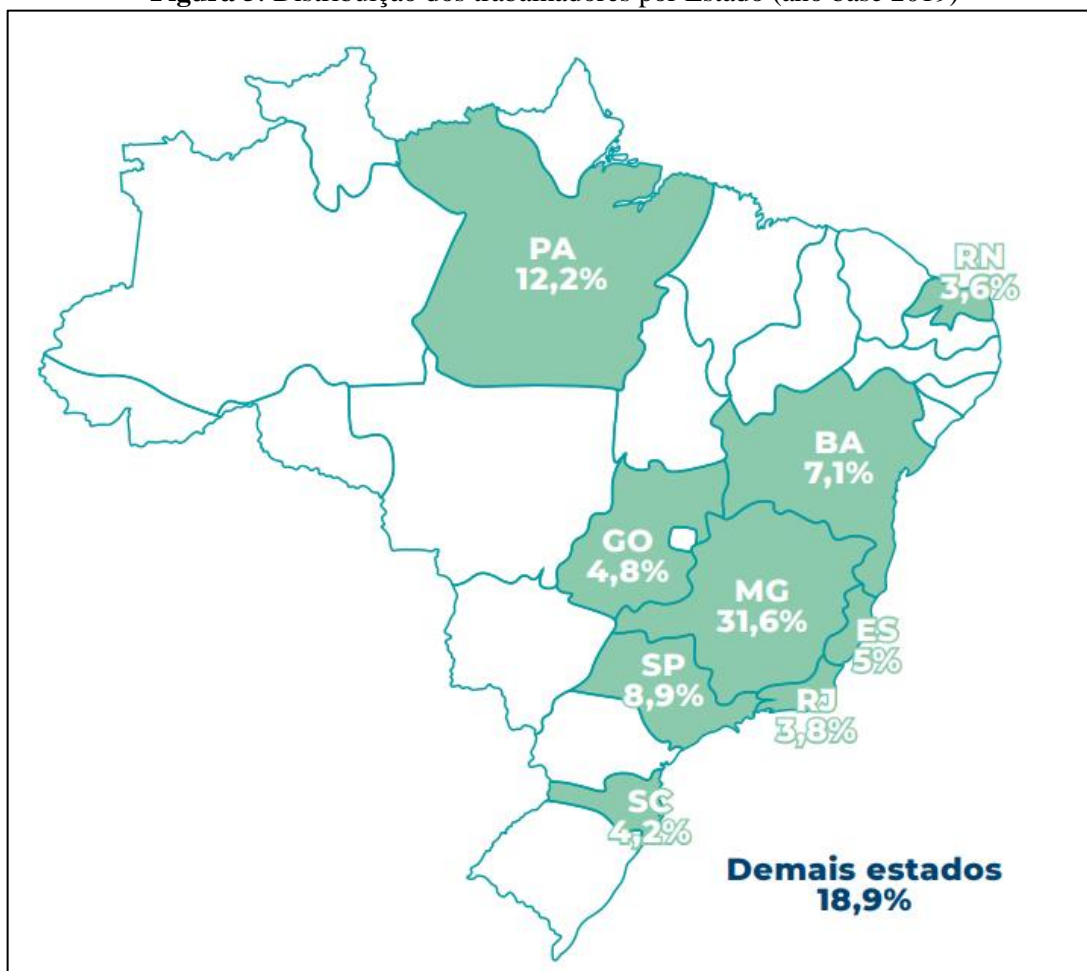 Figura 3: Distribuição dos trabalhadores por Estado (ano base 2019)
PA
12,2%
RN
3,6%
BA
7,1%
GO
4,8%
MG
31,6%
ES
5%
SP
8,9%
RJ
3,8%
SC
4,2%
Demais estados
18,9%